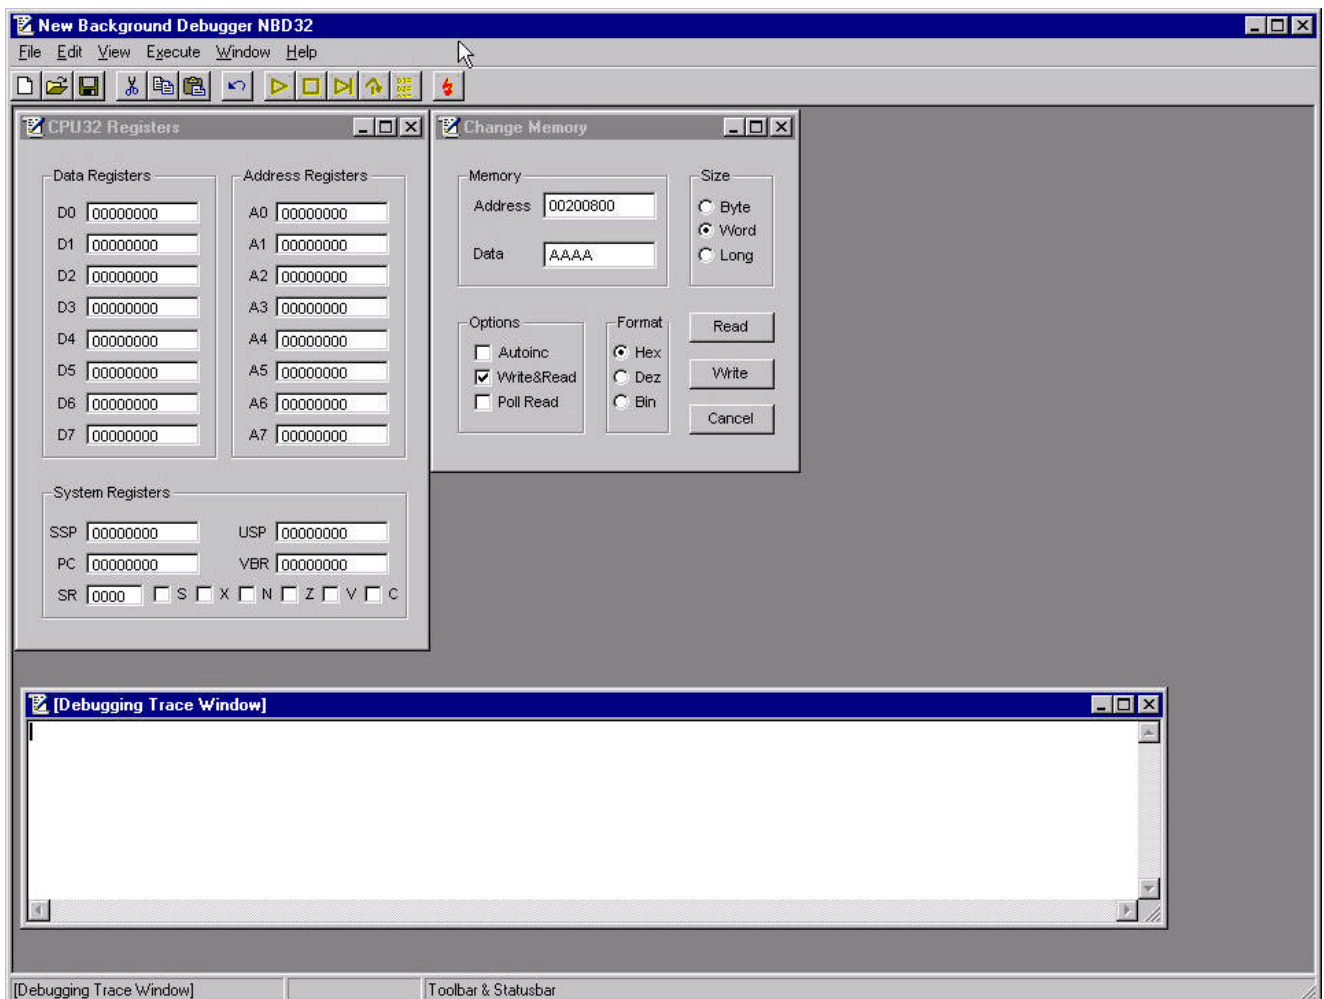 New Background Debugger NBD32
File Edit View Execute Window Help
CPU32 Registers
Data Registers
D0 00000000
D1 00000000
D2 00000000
D3 00000000
D4 00000000
D5 00000000
D6 00000000
D7 00000000
Address Registers
A0 00000000
A1 00000000
A2 00000000
A3 00000000
A4 00000000
A5 00000000
A6 00000000
A7 00000000
System Registers
SSP 00000000 USP 00000000
PC 00000000 VBR 00000000
SR 0000 S X N Z V C
Change Memory
Memory
Address 00200800
Data AAAA
Size
Byte
Word
Long
Options
Autoinc
Write&Read
Poll Read
Format
Hex
Dez
Bin
Read
Write
Cancel
[Debugging Trace Window]
[Debugging Trace Window] Toolbar & Statusbar